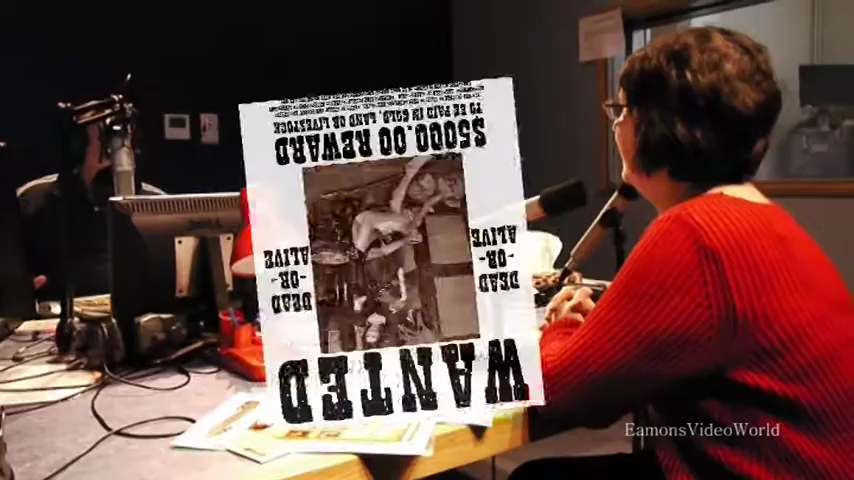 WANTED
DEAD
-OR-
ALIVE
DEAD
-OR-
ALIVE
$5000.00 REWARD
TO BE PAID IN GOLD, LAND OR LIVESTOCK
EamonsVideoWorld